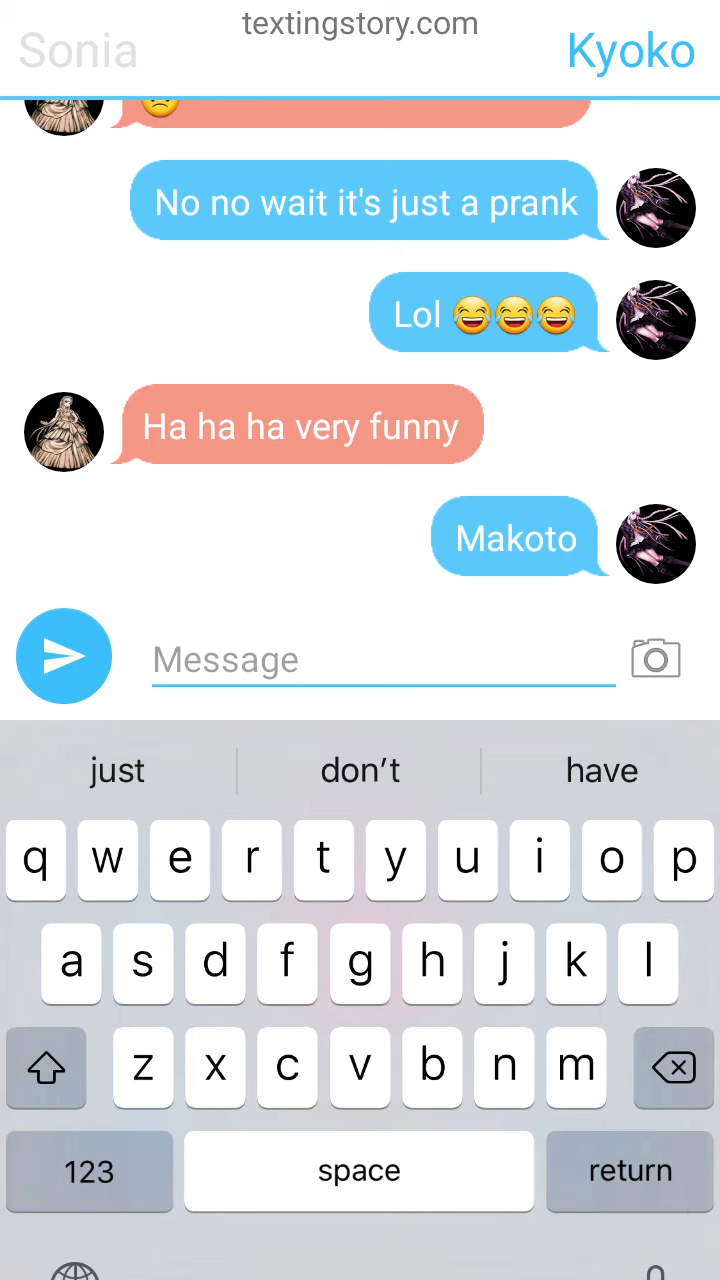 textingstory.com
Sonia
Kyoko
☹️
No no wait it's just a prank
Lol 😂😂😂
Ha ha ha very funny
Makoto
Message
just don’t have
q w e r t y u i o p
a s d f g h j k l
z x c v b n m
123 space return